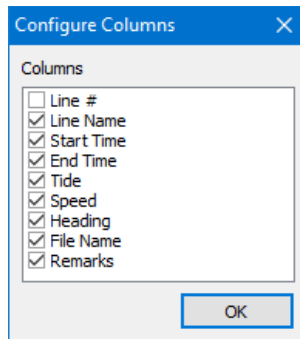 Configure Columns
Columns
Line #
Line Name
Start Time
End Time
Tide
Speed
Heading
File Name
Remarks
OK